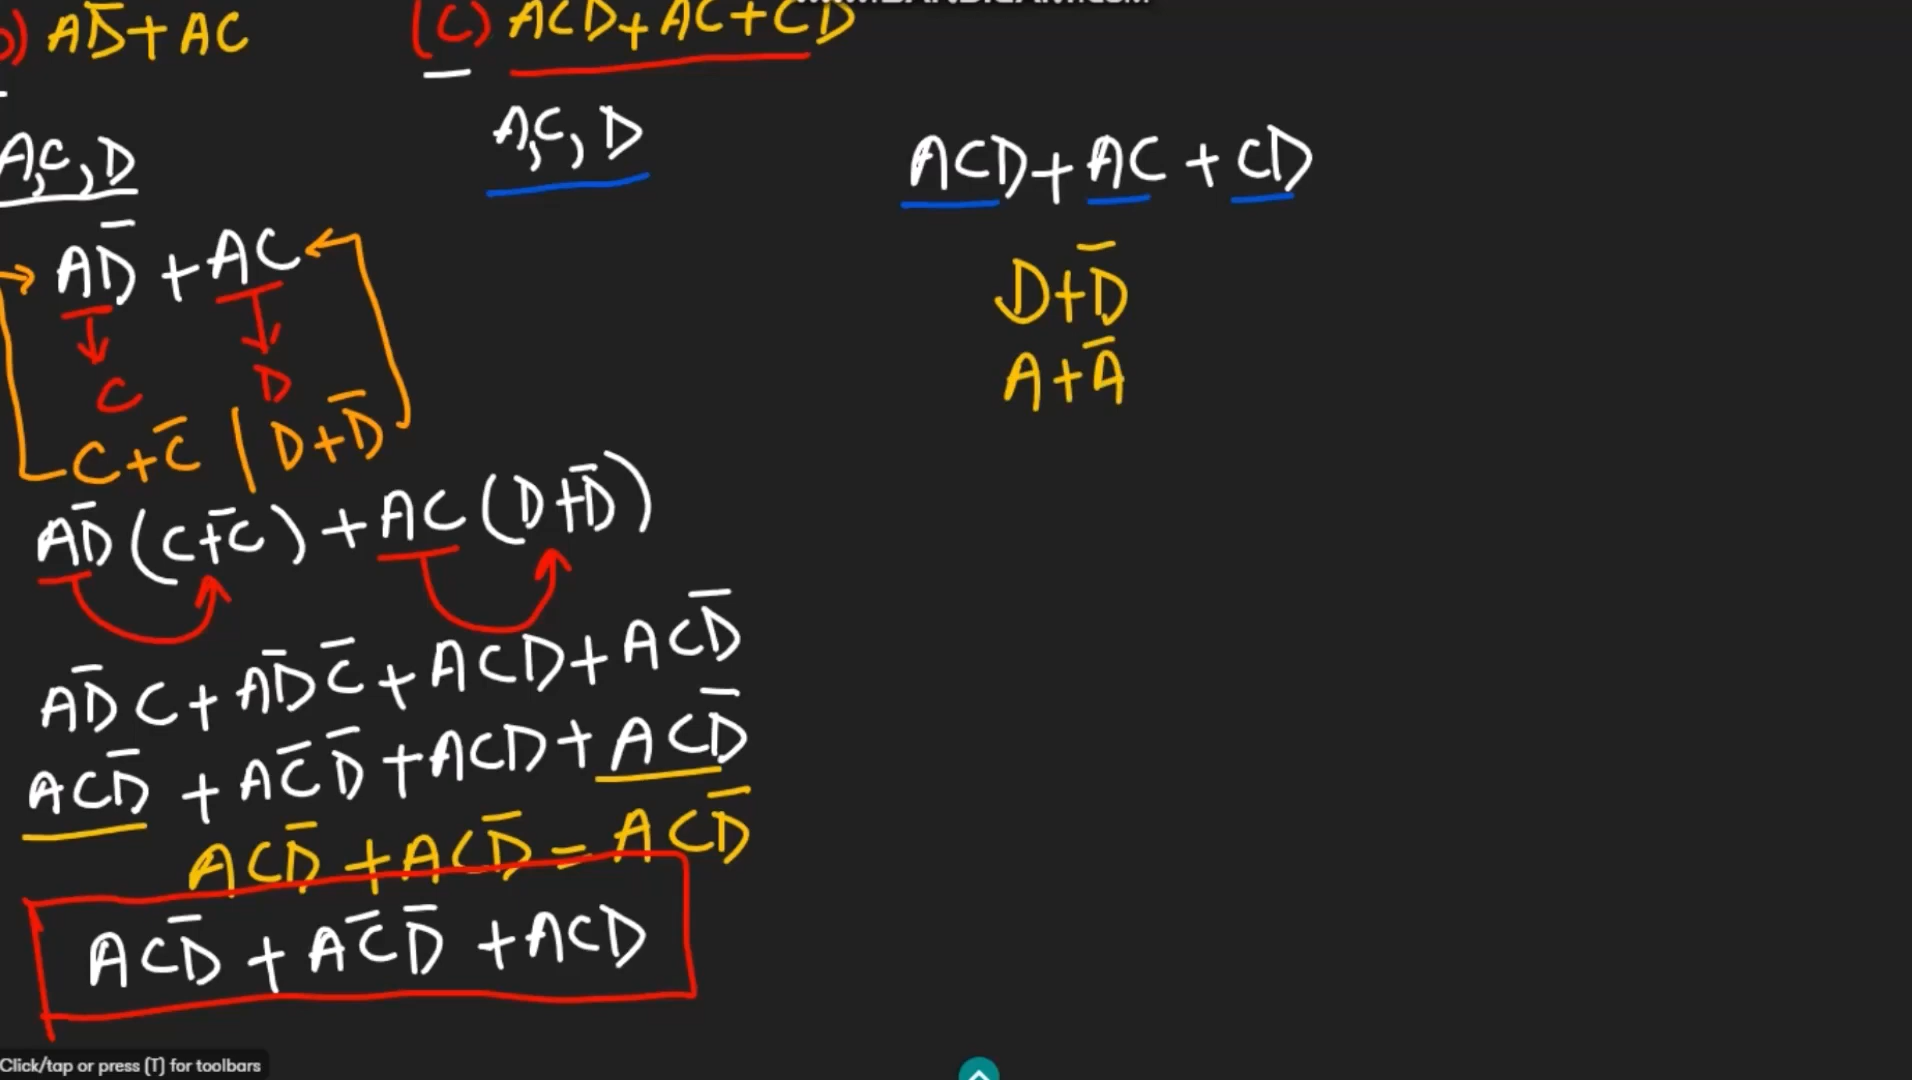 b) AD̅ + AC
(C) ACD + AC + CD
A, C, D
A, C, D
AD̅ + AC
C D
C + C̅ | D + D̅
AD̅ (C + C̅) + AC (D + D̅)
AD̅C + AD̅C̅ + ACD + ACD̅
ACD̅ + AC̅D̅ + ACD + ACD̅
ACD̅ + ACD̅ = ACD̅
ACD̅ + AC̅D̅ + ACD
ACD + AC + CD
D + D̅
A + A̅
Click/tap or press (T) for toolbars